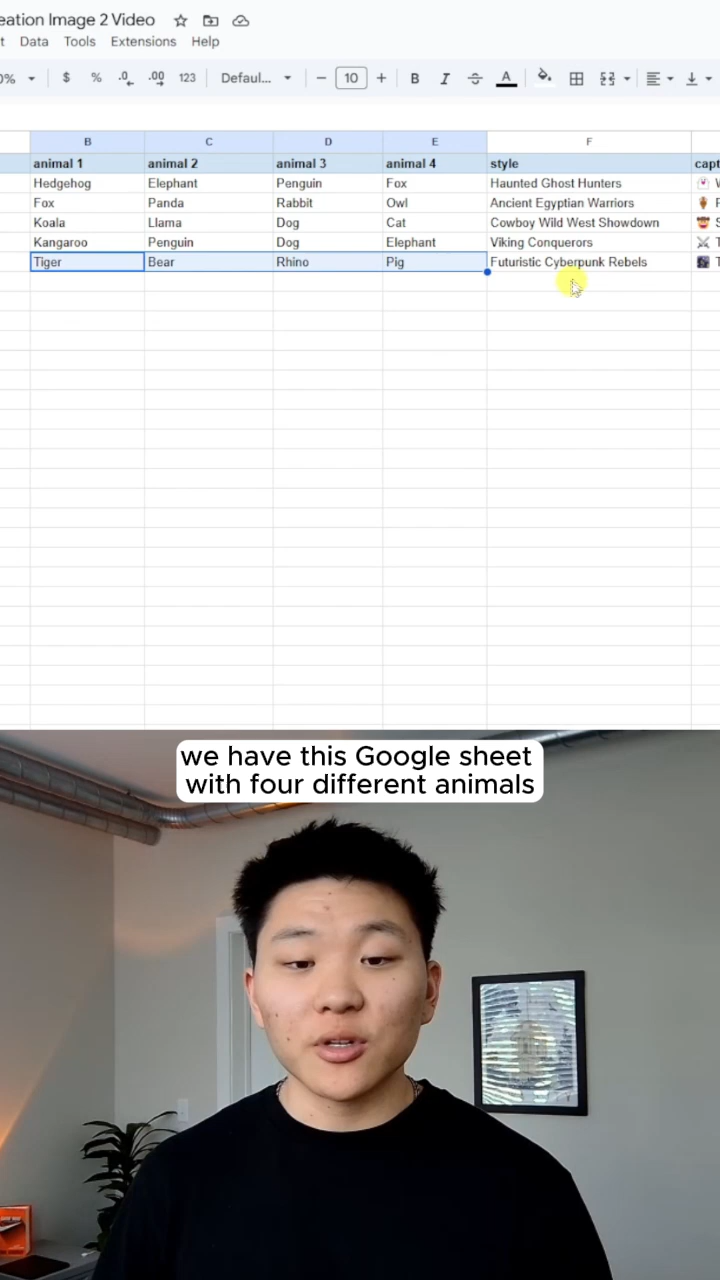 eation Image 2 Video
t Data Tools Extensions Help
0% $ % .0 .00 123 Defaul... − 10 + B I A
B C D E F
animal 1 animal 2 animal 3 animal 4 style capt
Hedgehog Elephant Penguin Fox Haunted Ghost Hunters
Fox Panda Rabbit Owl Ancient Egyptian Warriors
Koala Llama Dog Cat Cowboy Wild West Showdown
Kangaroo Penguin Dog Elephant Viking Conquerors
Tiger Bear Rhino Pig Futuristic Cyberpunk Rebels
we have this Google sheet
with four different animals